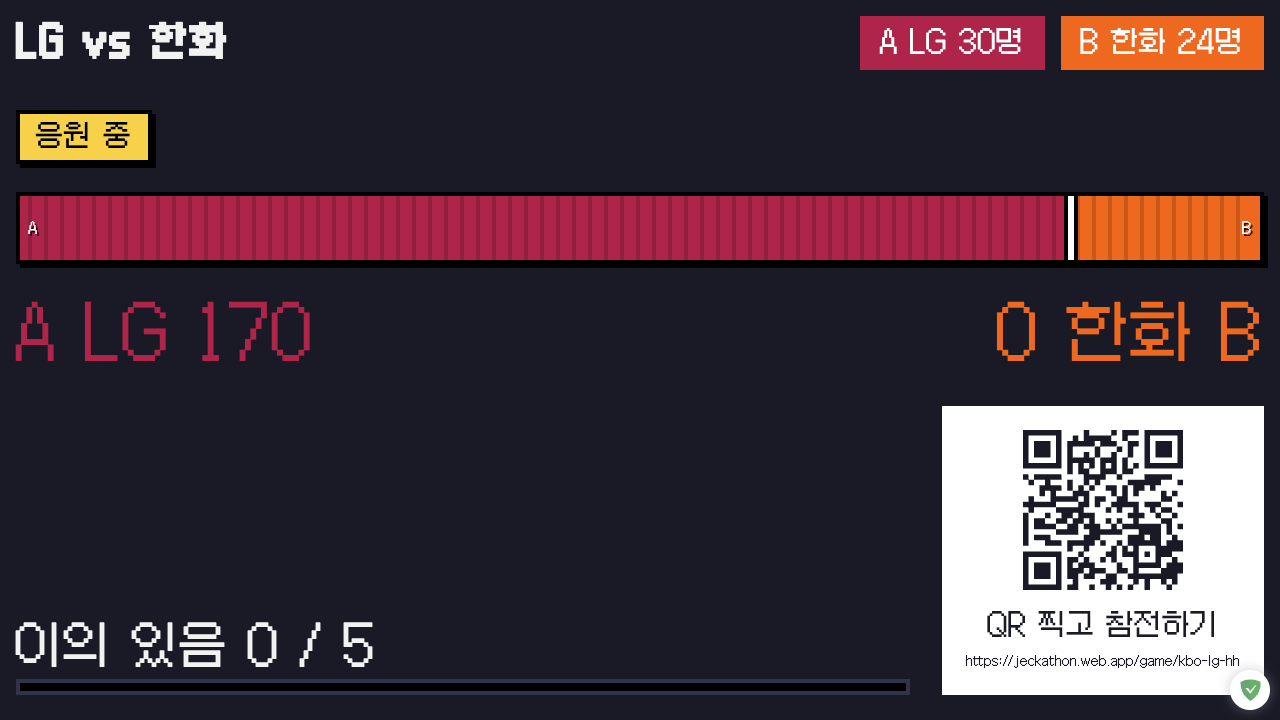 LG vs 한화
A LG 30명
B 한화 24명
응원 중
A
B
A LG 170
0 한화 B
QR 찍고 참전하기
https://jeckathon.web.app/game/kbo-lg-hh
이의 있음 0 / 5